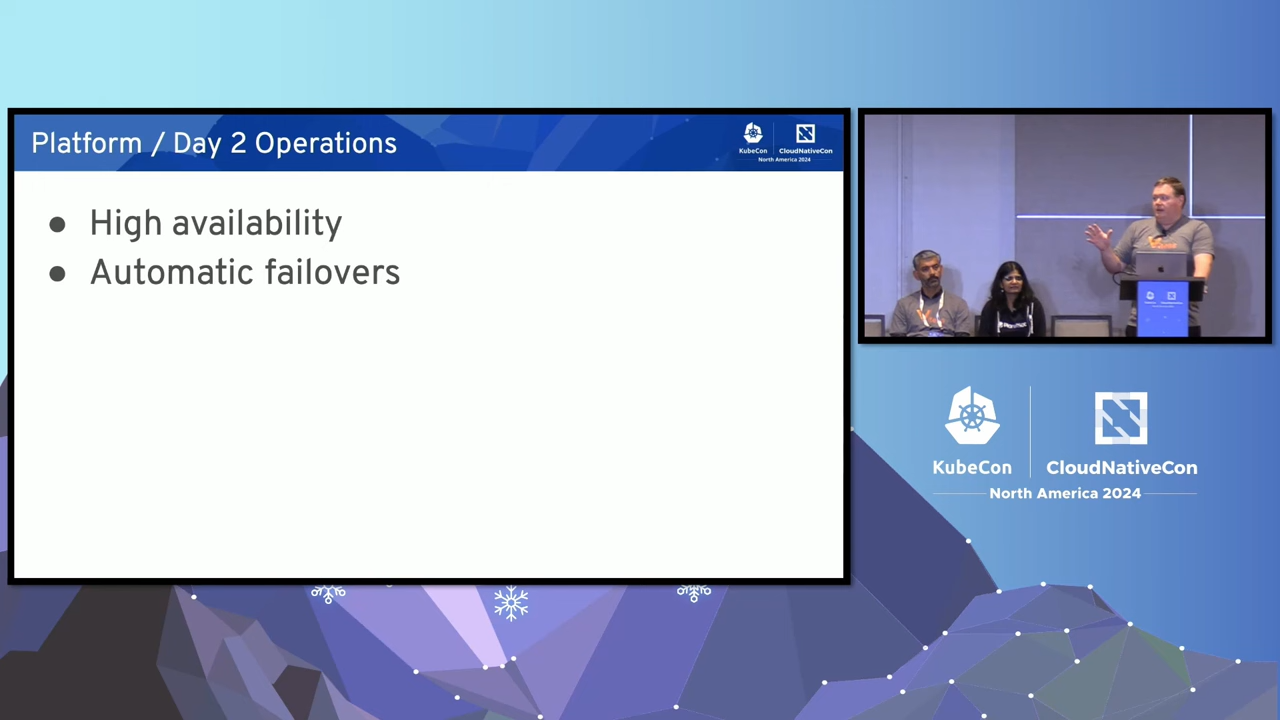 Platform / Day 2 Operations
KubeCon
CloudNativeCon
North America 2024
● High availability
● Automatic failovers
KubeCon
CloudNativeCon
North America 2024